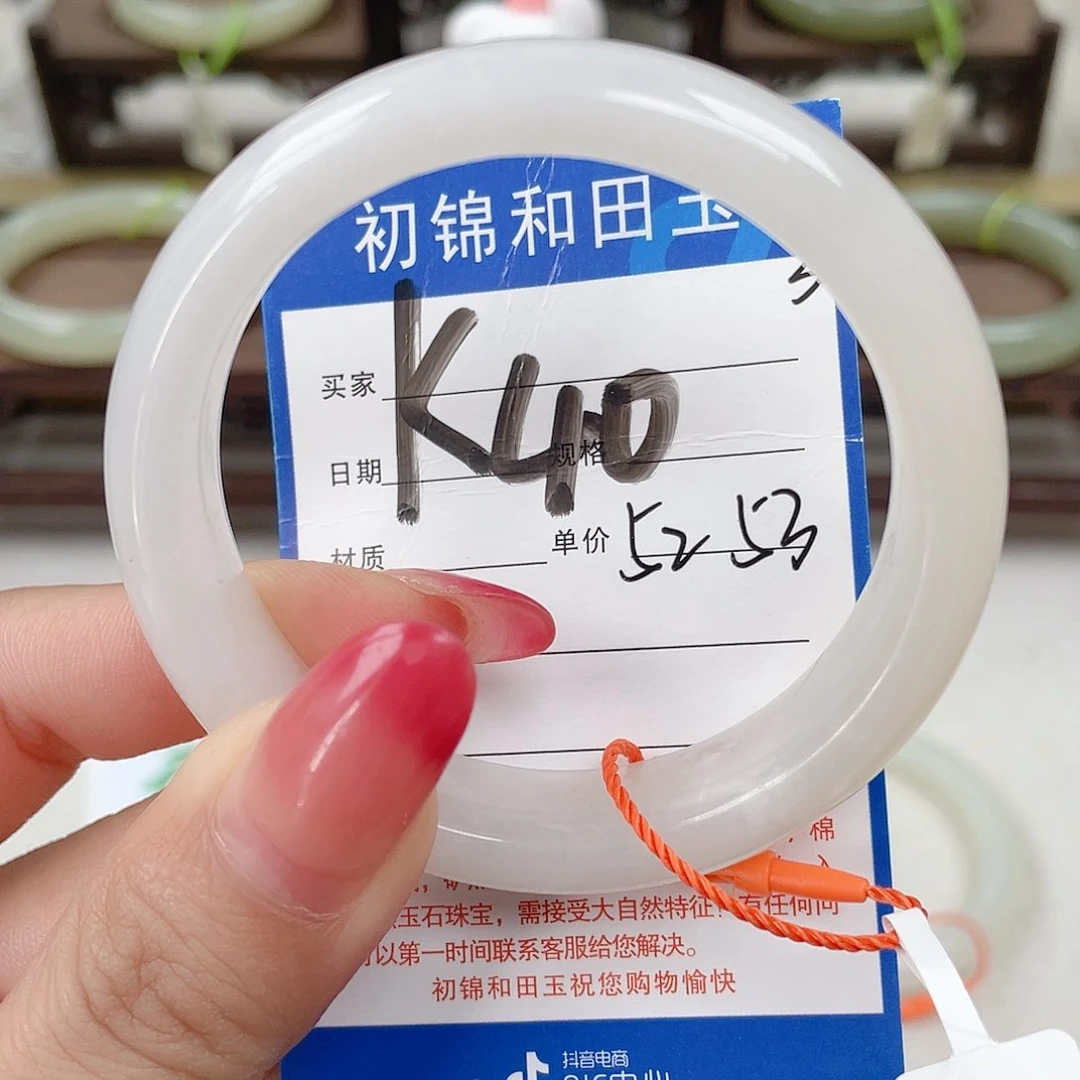 初锦和田玉
K40
买家
日期
规格
材质
单价 52 53
棉
玉石珠宝，需接受大自然特征！有任何问
以第一时间联系客服给您解决。
初锦和田玉祝您购物愉快
抖音电商